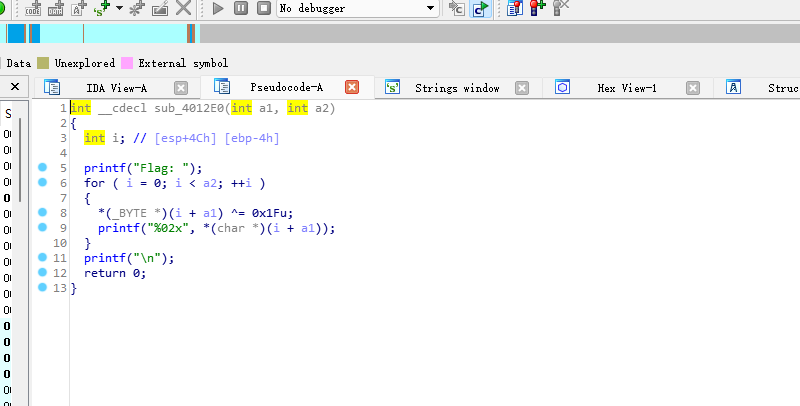 No debugger
Data Unexplored External symbol
IDA View-A Pseudocode-A Strings window Hex View-1 Struc
1 int __cdecl sub_4012E0(int a1, int a2)
2 {
3 int i; // [esp+4Ch] [ebp-4h]
4
5 printf("Flag: ");
6 for ( i = 0; i < a2; ++i )
7 {
8 *(_BYTE *)(i + a1) ^= 0x1Fu;
9 printf("%02x", *(char *)(i + a1));
10 }
11 printf("\n");
12 return 0;
13 }